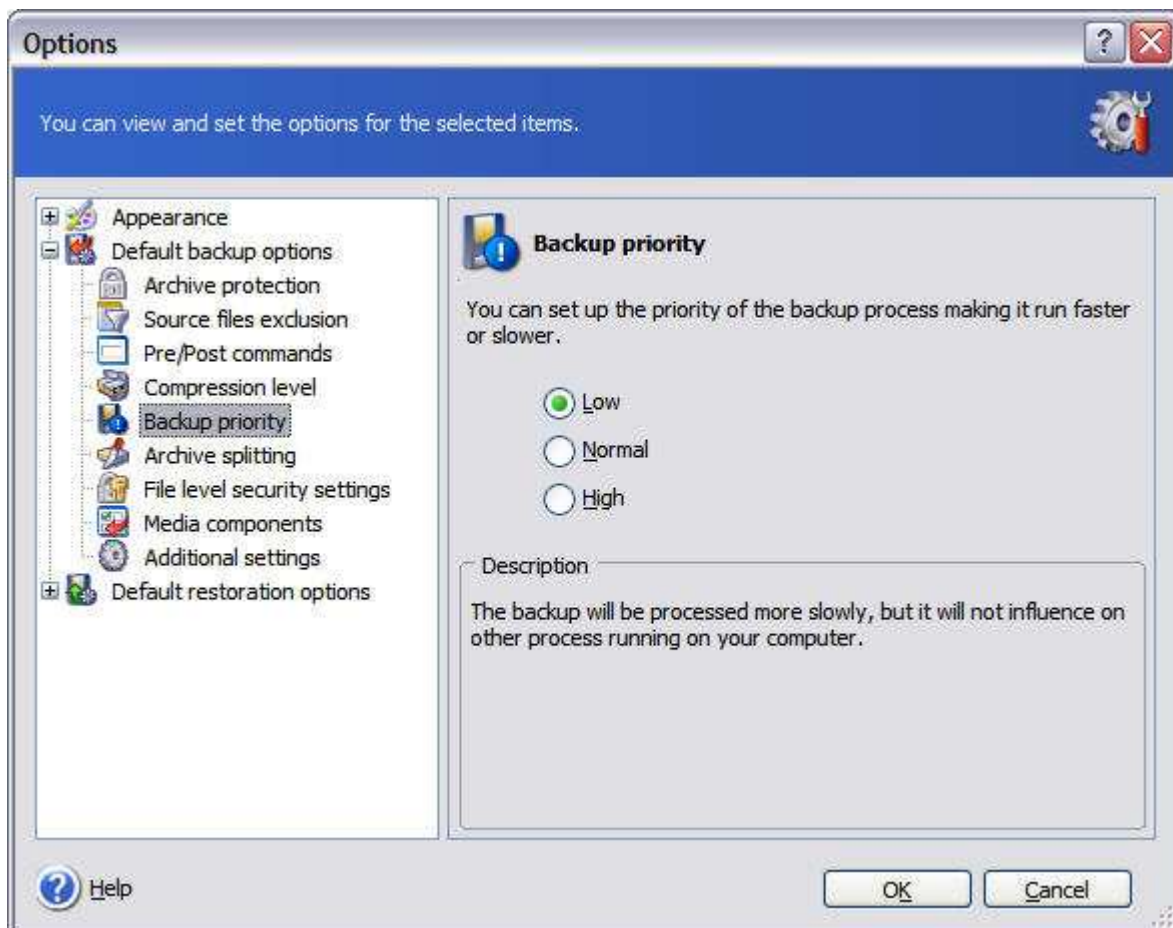 Options
You can view and set the options for the selected items.
Appearance
Default backup options
Archive protection
Source files exclusion
Pre/Post commands
Compression level
Backup priority
Archive splitting
File level security settings
Media components
Additional settings
Default restoration options
Backup priority
You can set up the priority of the backup process making it run faster
or slower.
Low
Normal
High
Description
The backup will be processed more slowly, but it will not influence on
other process running on your computer.
Help
OK
Cancel